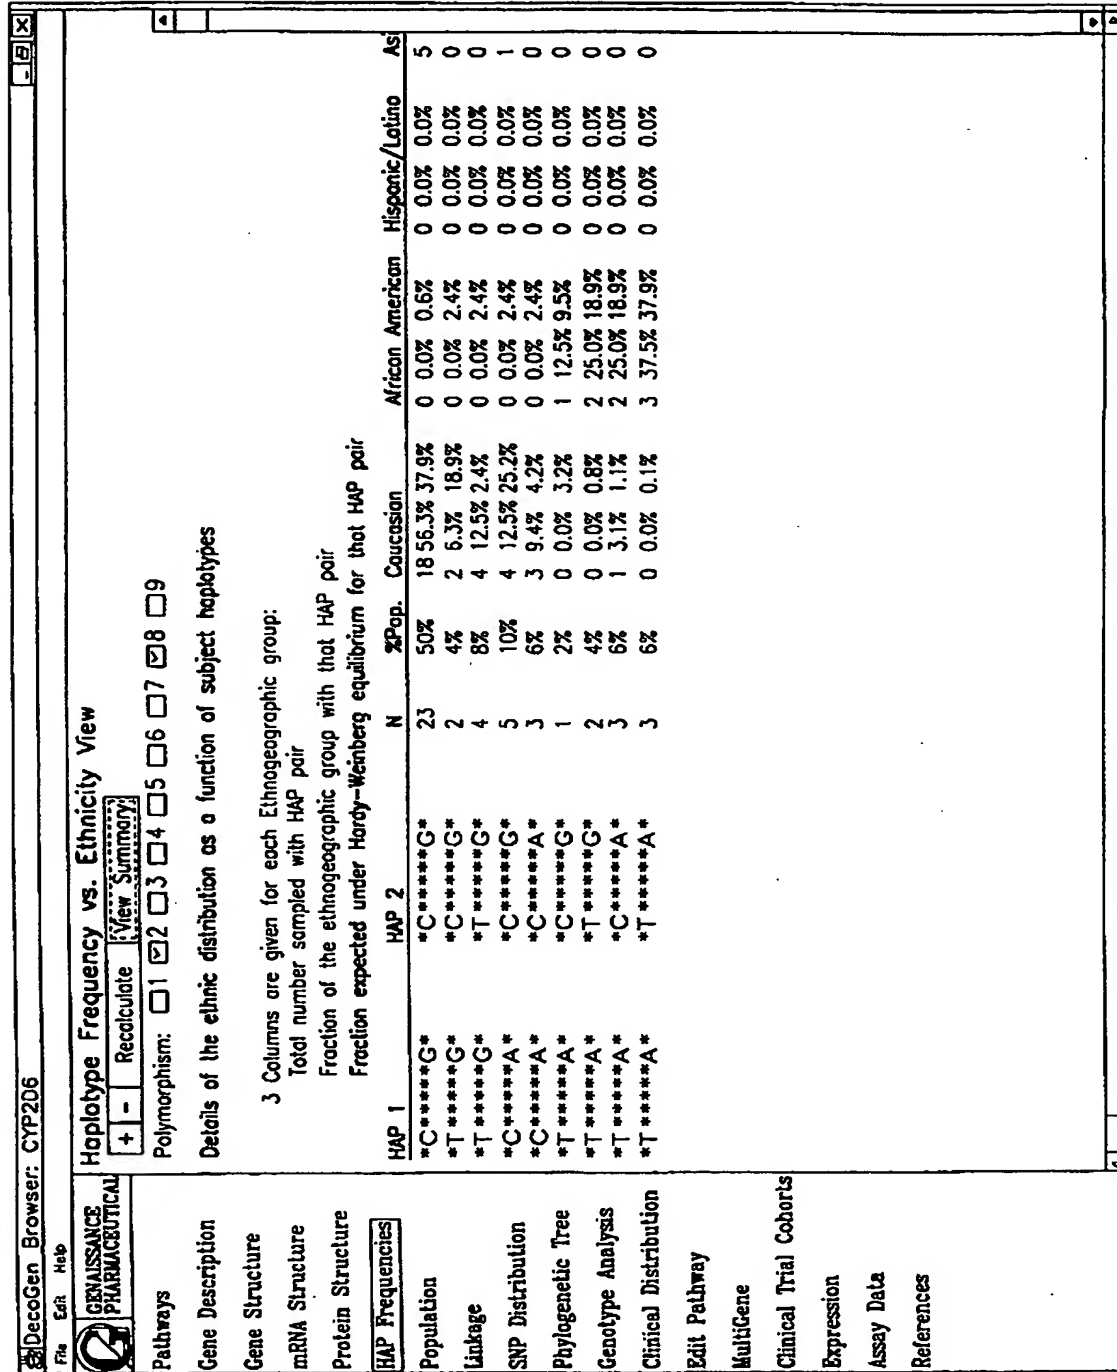 DecoGen Browser: CYP206
File Edit Help
GENAISSANCE
PHARMACEUTICAL
Pathways
Gene Description
Gene Structure
mRNA Structure
Protein Structure
HAP Frequencies
Population
Linkage
SNP Distribution
Phylogenetic Tree
Genotype Analysis
Clinical Distribution
Edit Pathway
MultiGene
Clinical Trial Cohorts
Expression
Assay Data
References
Haplotype Frequency vs. Ethnicity View
+ - Recalculate View Summary
Polymorphism: □1 ☑2 □3 □4 □5 □6 □7 ☑8 □9
Details of the ethnic distribution as a function of subject haplotypes
3 Columns are given for each Ethnogeographic group:
Total number sampled with HAP pair
Fraction of the ethnogeographic group with that HAP pair
Fraction expected under Hardy-Weinberg equilibrium for that HAP pair
HAP 1 HAP 2 N %Pop. Caucasian African American Hispanic/Latino Asi
*C*****G* *C*****G* 23 50% 18 56.3% 37.9% 0 0.0% 0.6% 0 0.0% 0.0% 5
*T*****G* *C*****G* 2 4% 2 6.3% 18.9% 0 0.0% 2.4% 0 0.0% 0.0% 0
*T*****G* *T*****G* 4 8% 4 12.5% 2.4% 0 0.0% 2.4% 0 0.0% 0.0% 0
*C*****A* *C*****G* 5 10% 4 12.5% 25.2% 0 0.0% 2.4% 0 0.0% 0.0% 1
*C*****A* *C*****A* 3 6% 3 9.4% 4.2% 0 0.0% 2.4% 0 0.0% 0.0% 0
*T*****A* *C*****G* 1 2% 0 0.0% 3.2% 1 12.5% 9.5% 0 0.0% 0.0% 0
*T*****A* *T*****G* 2 4% 0 0.0% 0.8% 2 25.0% 18.9% 0 0.0% 0.0% 0
*T*****A* *C*****A* 3 6% 1 3.1% 1.1% 2 25.0% 18.9% 0 0.0% 0.0% 0
*T*****A* *T*****A* 3 6% 0 0.0% 0.1% 3 37.5% 37.9% 0 0.0% 0.0% 0